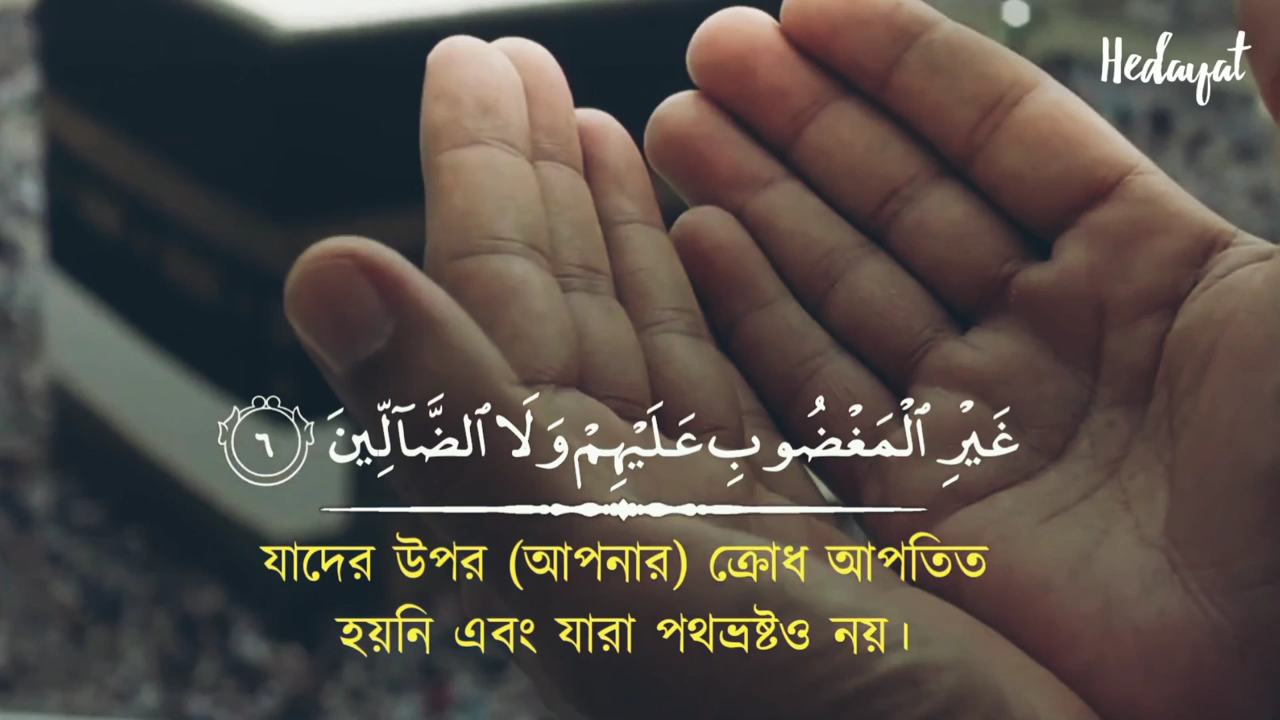 Hedayat
غَيْرِ ٱلْمَغْضُوبِ عَلَيْهِمْ وَلَا ٱلضَّآلِّينَ ٦
যাদের উপর (আপনার) ক্রোধ আপতিত
হয়নি এবং যারা পথভ্রষ্টও নয়।